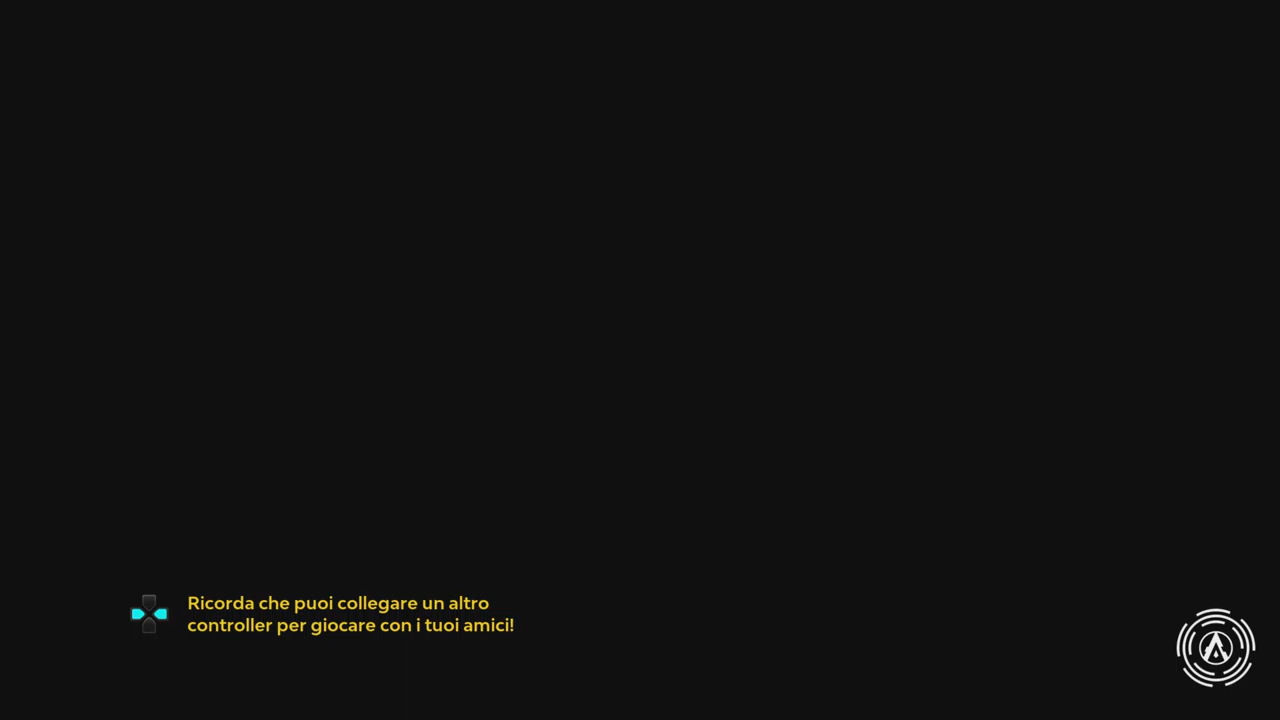 Ricorda che puoi collegare un altro
controller per giocare con i tuoi amici!